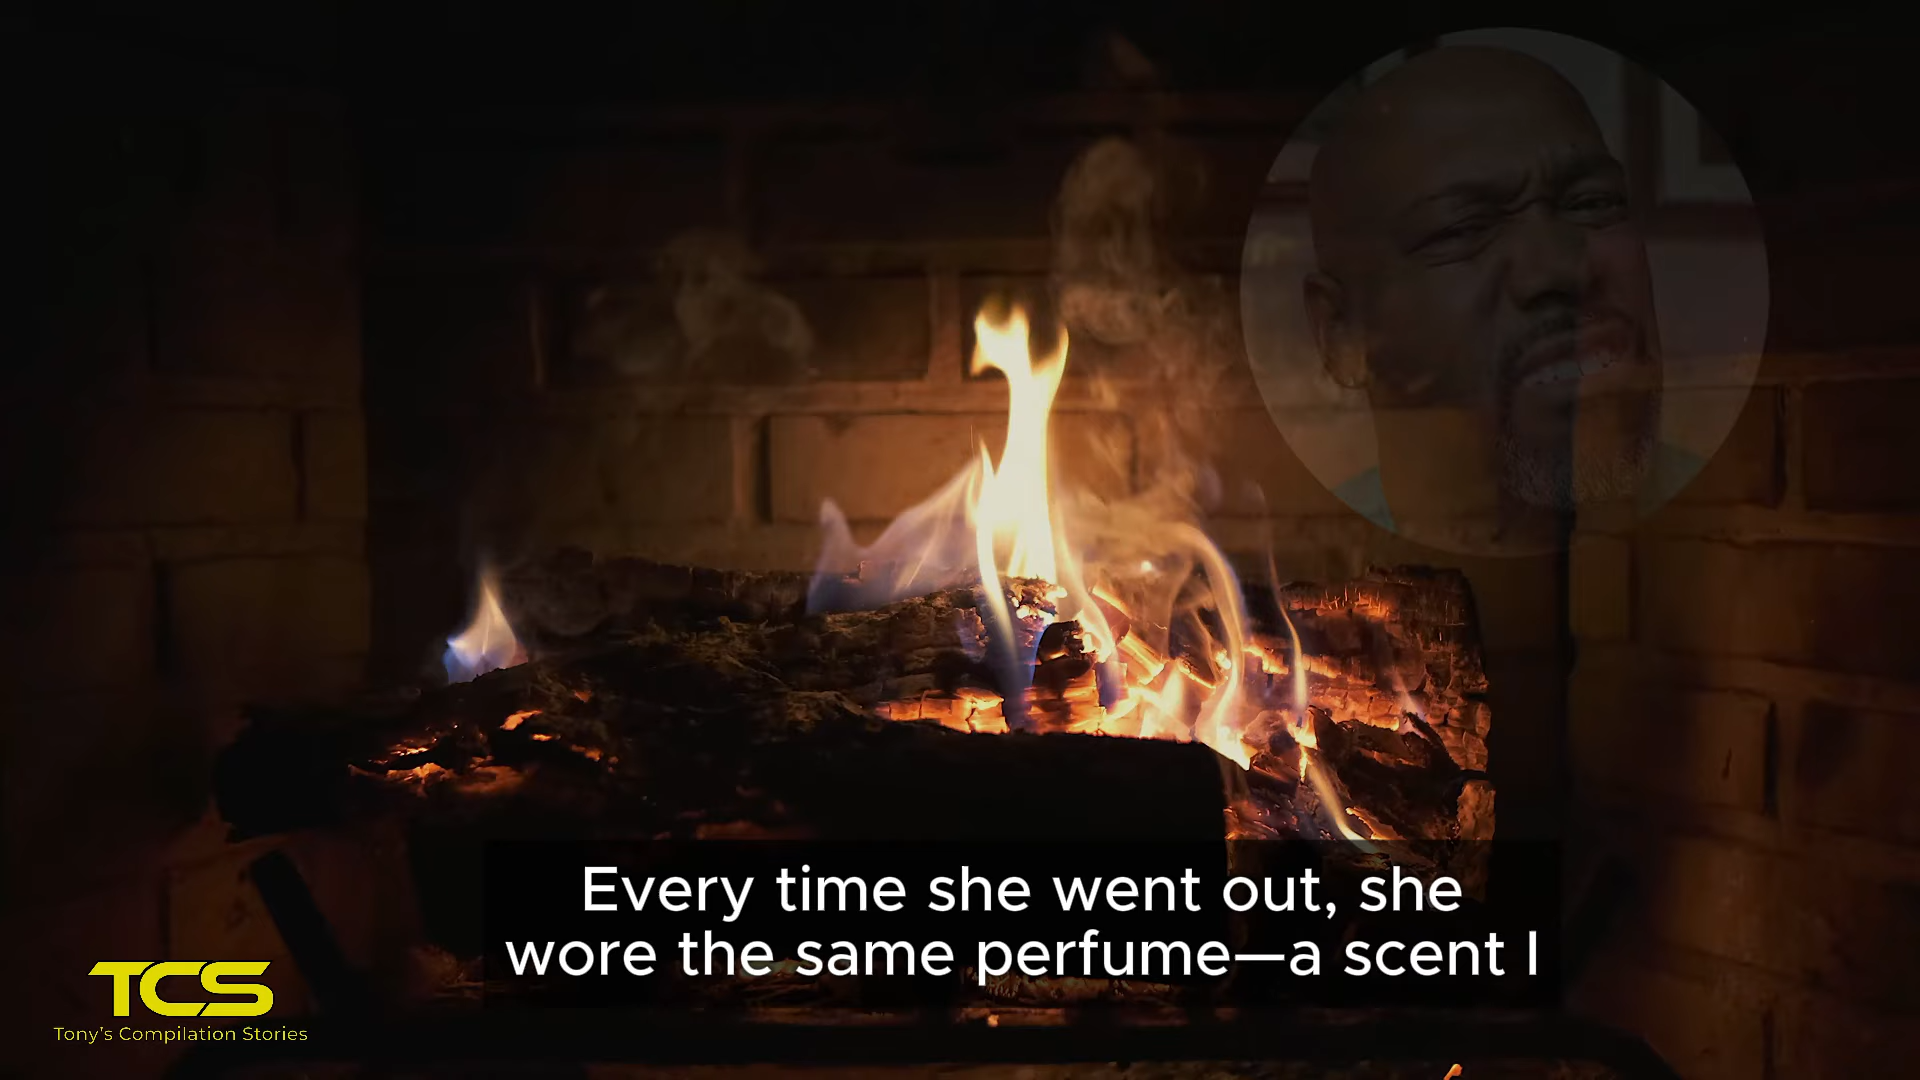 Every time she went out, she
wore the same perfume—a scent I
TCS
Tony's Compilation Stories